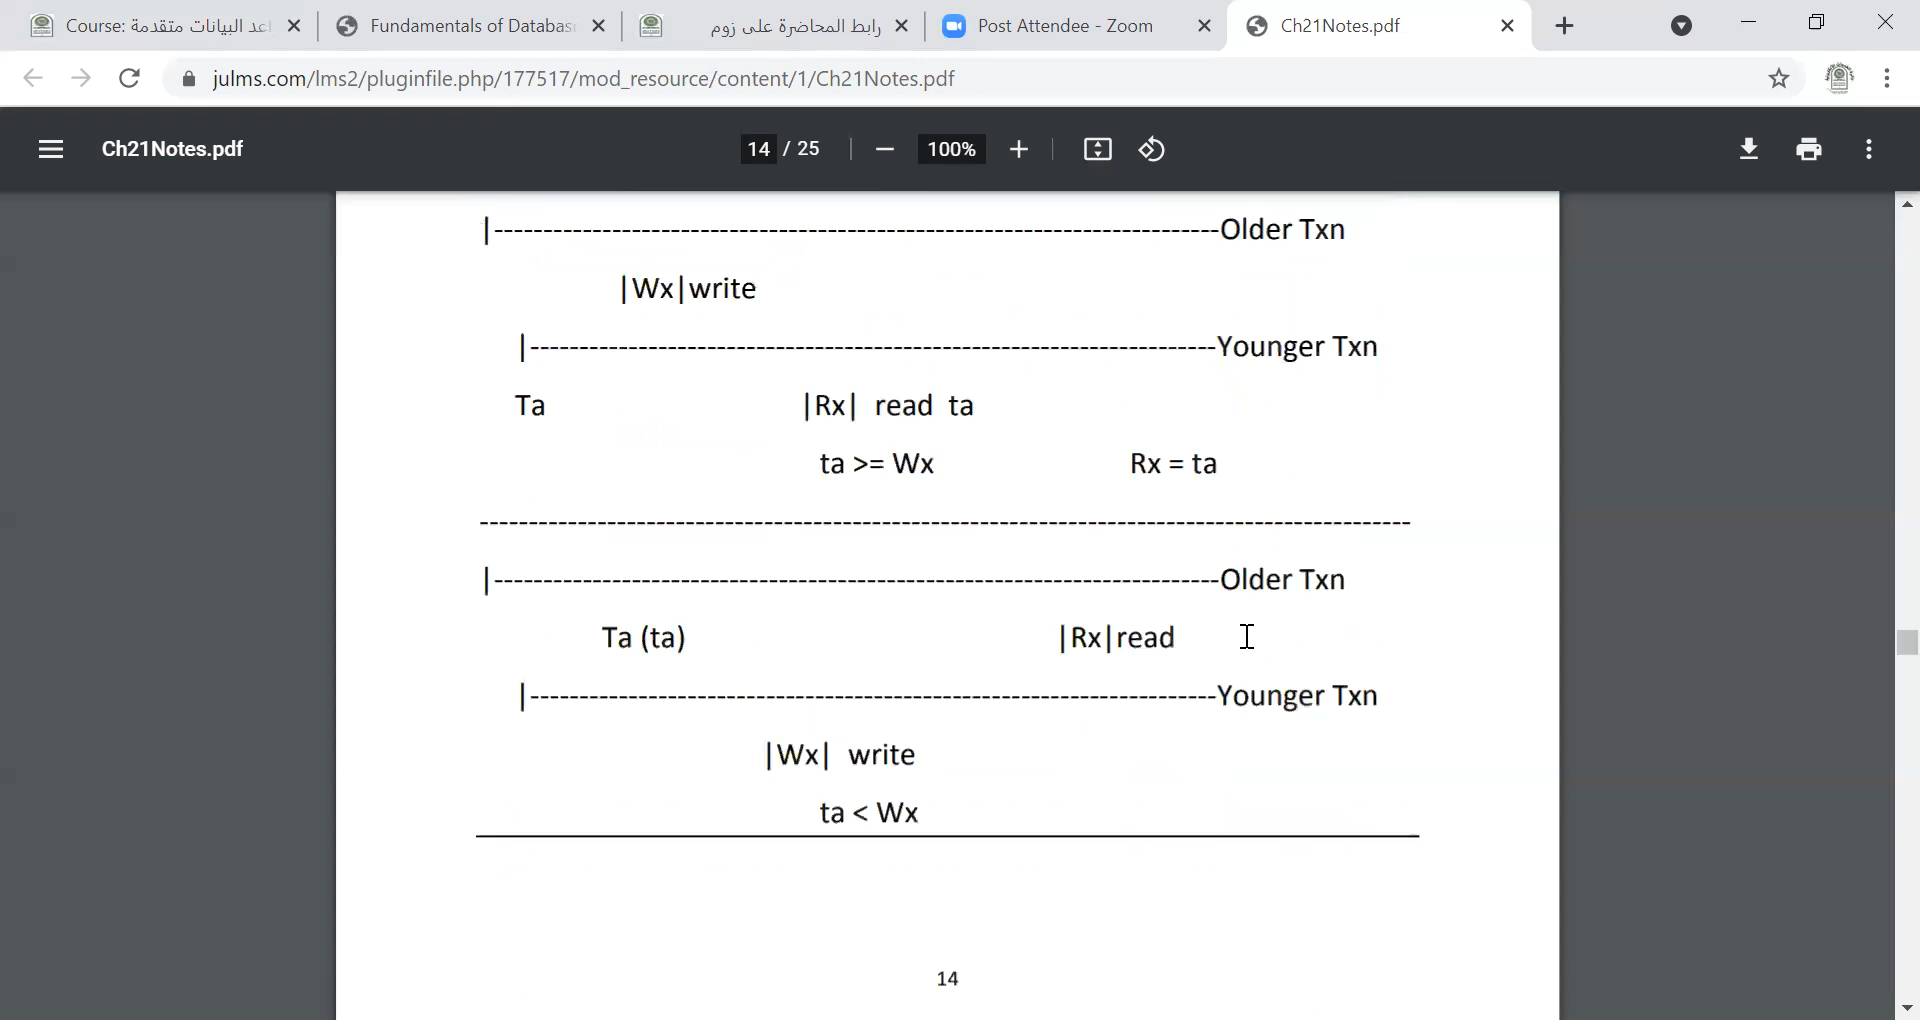 Course: قواعد البيانات متقدمة
Fundamentals of Databas
رابط المحاضرة على زوم
Post Attendee - Zoom
Ch21Notes.pdf
julms.com/lms2/pluginfile.php/177517/mod_resource/content/1/Ch21Notes.pdf
Ch21Notes.pdf
14 / 25
100%
|--------------------------------------------------------------------------Older Txn
|Wx|write
|----------------------------------------------------------------------Younger Txn
Ta |Rx| read ta
ta >= Wx Rx = ta
-----------------------------------------------------------------------------------------------
|--------------------------------------------------------------------------Older Txn
Ta (ta) |Rx|read
|----------------------------------------------------------------------Younger Txn
|Wx| write
ta < Wx
14